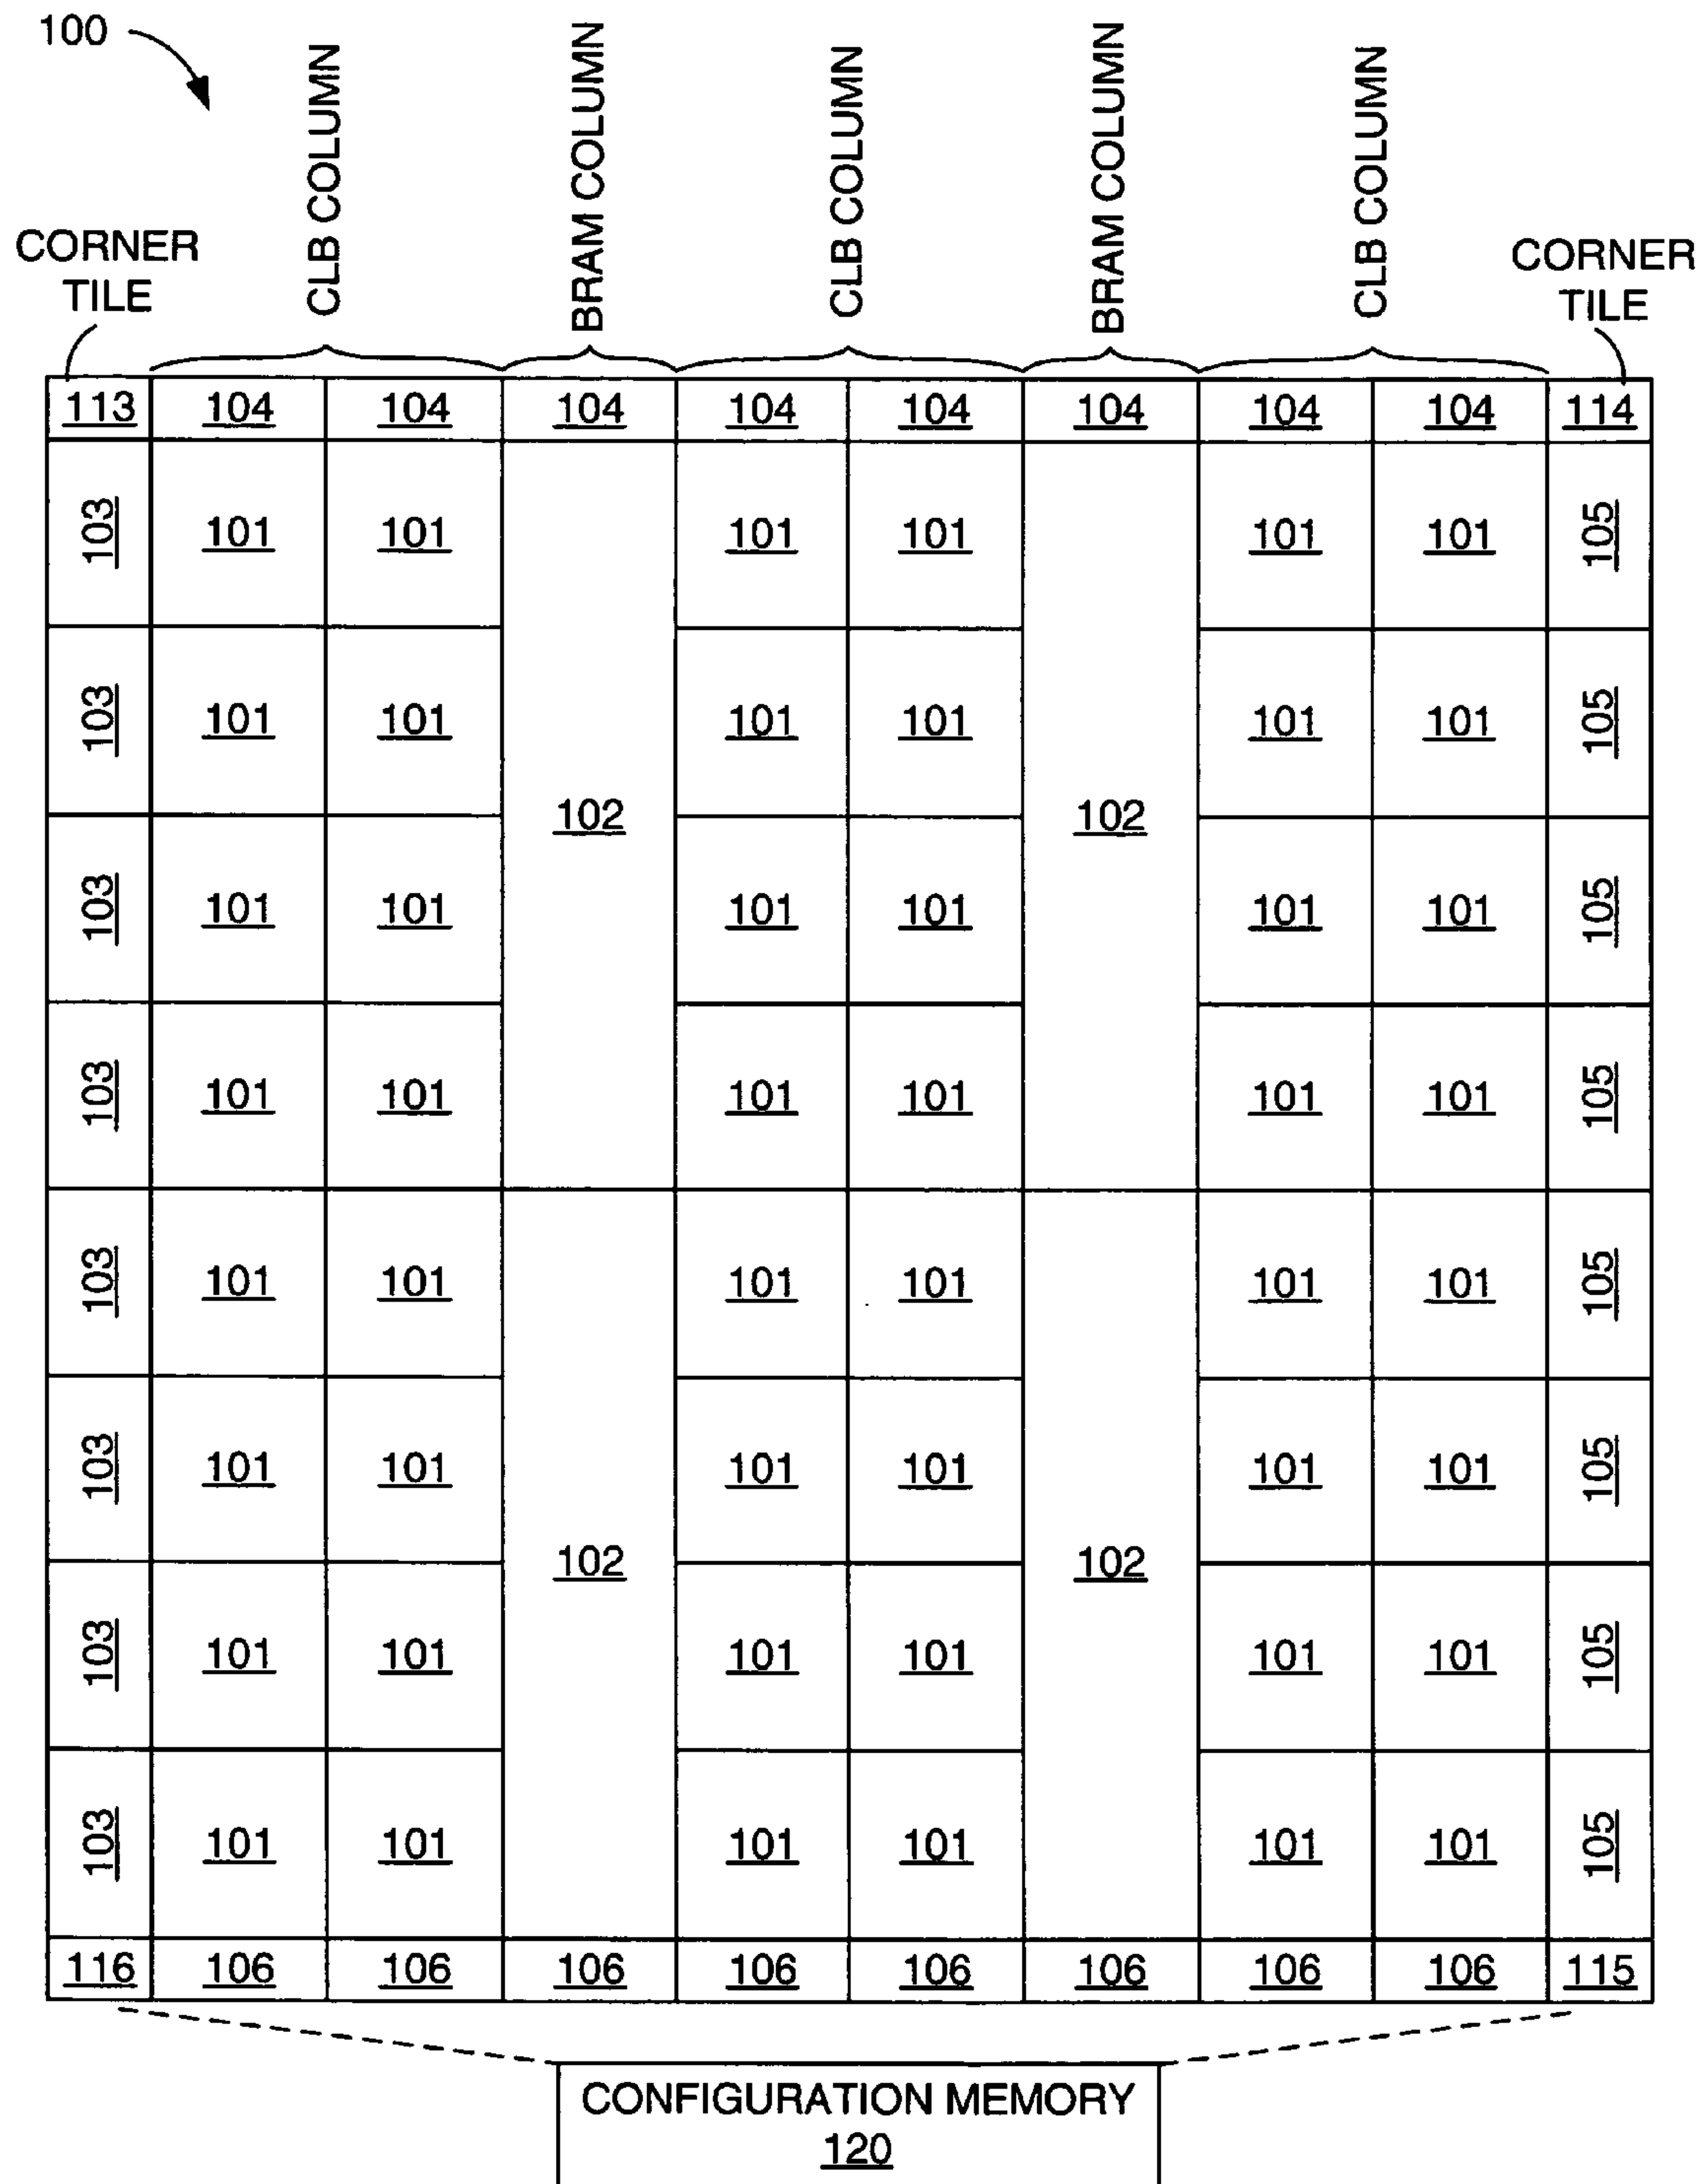 100
CLB COLUMN
BRAM COLUMN
CLB COLUMN
BRAM COLUMN
CLB COLUMN
CORNER
TILE
CORNER
TILE
113 104 104 104 104 104 104 104 104 114
103 101 101 101 101 101 101 105
103 101 101 101 101 101 101 105
102 102
103 101 101 101 101 101 101 105
103 101 101 101 101 101 101 105
103 101 101 101 101 101 101 105
103 101 101 101 101 101 101 105
102 102
103 101 101 101 101 101 101 105
103 101 101 101 101 101 101 105
116 106 106 106 106 106 106 106 106 115
CONFIGURATION MEMORY
120